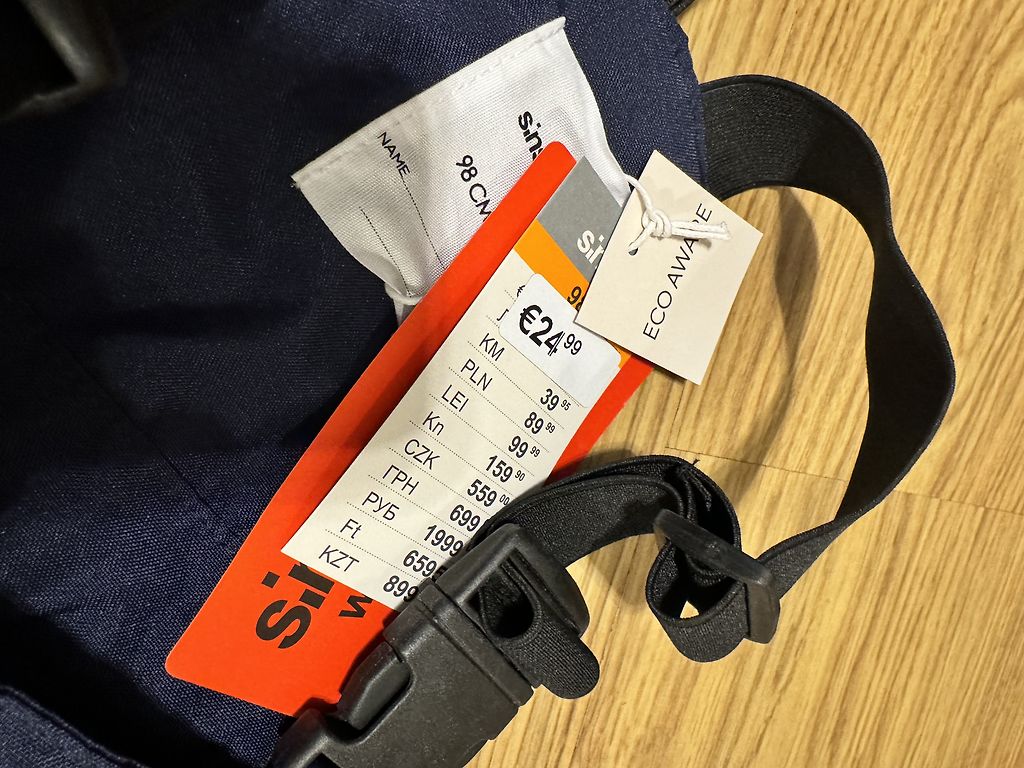 NAME
98 CM
ECO AWARE
€24 99
KM 39 95
PLN 89 99
LEI 99 99
Kn 159 90
CZK 559 00
ГРН 699
РУБ 1999
Ft
KZT